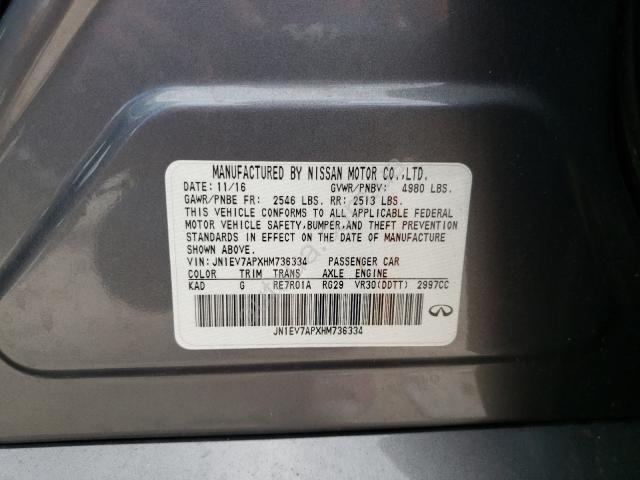 MANUFACTURED BY NISSAN MOTOR CO.,LTD.
DATE: 11/16 GVWR/PNBV: 4980 LBS.
GAWR/PNBE FR: 2546 LBS. RR: 2513 LBS.
THIS VEHICLE CONFORMS TO ALL APPLICABLE FEDERAL
MOTOR VEHICLE SAFETY,BUMPER,AND THEFT PREVENTION
STANDARDS IN EFFECT ON THE DATE OF MANUFACTURE
SHOWN ABOVE.
VIN: JN1EV7APXHM736334 PASSENGER CAR
COLOR TRIM TRANS AXLE ENGINE
KAD G RE7R01A RG29 VR30(DDTT) 2997CC
JN1EV7APXHM736334